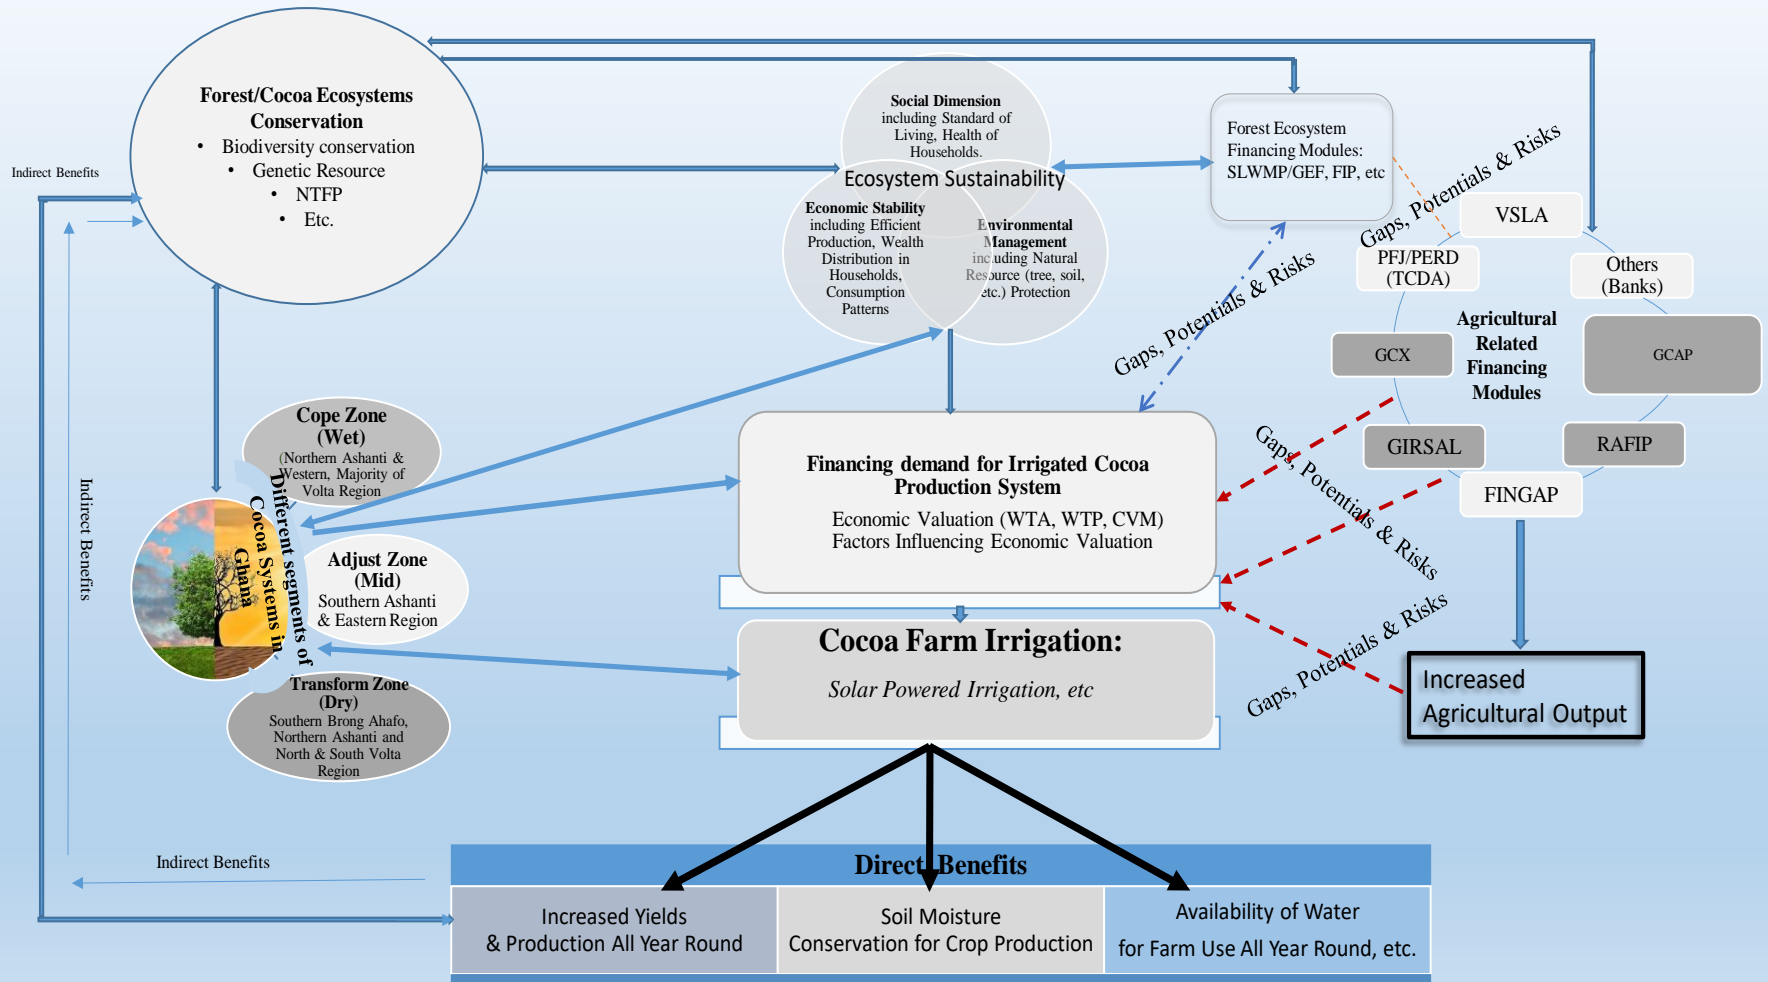 Forest/Cocoa Ecosystems
Conservation
• Biodiversity conservation
• Genetic Resource
• NTFP
• Etc.
Indirect Benefits
Social Dimension
including Standard of
Living, Health of
Households.
Ecosystem Sustainability
Economic Stability
including Efficient
Production, Wealth
Distribution in
Households,
Consumption
Patterns
Environmental
Management
including Natural
Resource (tree, soil,
etc.) Protection
Forest Ecosystem
Financing Modules:
SLWMP/GEF, FIP, etc
Gaps, Potentials & Risks
Gaps, Potentials & Risks
VSLA
PFJ/PERD
(TCDA)
Others
(Banks)
Agricultural
Related
Financing
Modules
GCX
GCAP
GIRSAL
RAFIP
FINGAP
Cope Zone
(Wet)
(Northern Ashanti &
Western, Majority of
Volta Region
Different segments of
Cocoa Systems in
Ghana
Adjust Zone
(Mid)
Southern Ashanti
& Eastern Region
Transform Zone
(Dry)
Southern Brong Ahafo,
Northern Ashanti and
North & South Volta
Region
Indirect Benefits
Financing demand for Irrigated Cocoa
Production System
Economic Valuation (WTA, WTP, CVM)
Factors Influencing Economic Valuation
Gaps, Potentials & Risks
Gaps, Potentials & Risks
Cocoa Farm Irrigation:
Solar Powered Irrigation, etc
Increased
Agricultural Output
Indirect Benefits
Direct Benefits
Increased Yields
& Production All Year Round
Soil Moisture
Conservation for Crop Production
Availability of Water
for Farm Use All Year Round, etc.